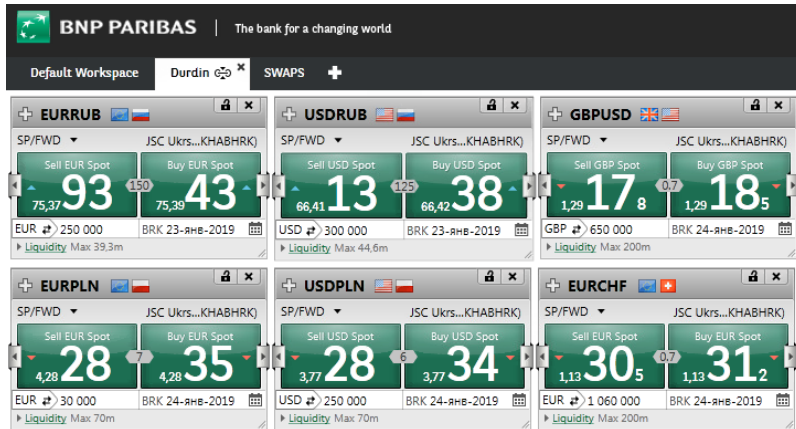 BNP PARIBAS | The bank for a changing world
Default Workspace Durdin SWAPS
EURRUB
SP/FWD JSC Ukrs...KHABHRK)
Sell EUR Spot Buy EUR Spot
75,37 93 150 75,39 43
EUR 250 000 BRK 23-янв-2019
Liquidity Max 39,3m
USDRUB
SP/FWD JSC Ukrs...KHABHRK)
Sell USD Spot Buy USD Spot
66,41 13 125 66,42 38
USD 300 000 BRK 23-янв-2019
Liquidity Max 44,6m
GBPUSD
SP/FWD JSC Ukrs...KHABHRK)
Sell GBP Spot Buy GBP Spot
1,29 17 8 0.7 1,29 18 5
GBP 650 000 BRK 24-янв-2019
Liquidity Max 200m
EURPLN
SP/FWD JSC Ukrs...KHABHRK)
Sell EUR Spot Buy EUR Spot
4,28 28 7 4,28 35
EUR 30 000 BRK 24-янв-2019
Liquidity Max 70m
USDPLN
SP/FWD JSC Ukrs...KHABHRK)
Sell USD Spot Buy USD Spot
3,77 28 6 3,77 34
USD 250 000 BRK 24-янв-2019
Liquidity Max 70m
EURCHF
SP/FWD JSC Ukrs...KHABHRK)
Sell EUR Spot Buy EUR Spot
1,13 30 5 0.7 1,13 31 2
EUR 1 060 000 BRK 24-янв-2019
Liquidity Max 200m